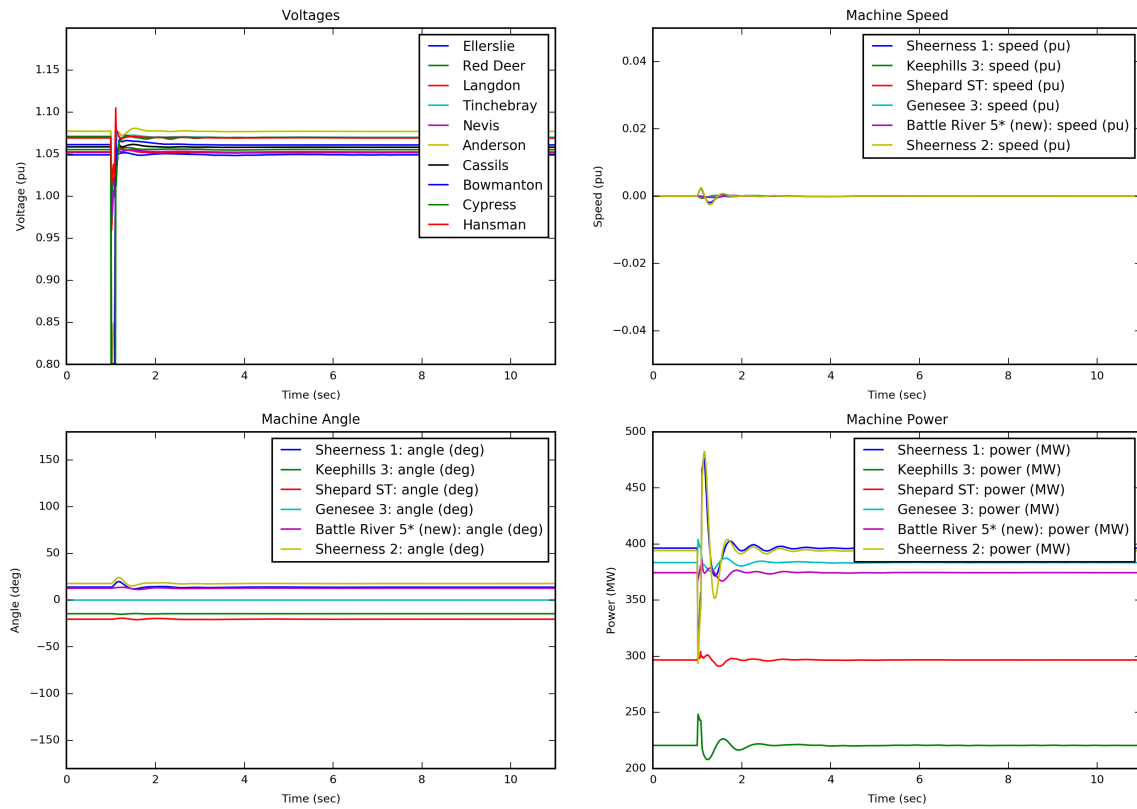 Voltages
1.15
1.10
1.05
1.00
0.95
0.90
0.85
0.80
Voltage (pu)
0
2
4
6
8
10
Time (sec)
Ellerslie
Red Deer
Langdon
Tinchebray
Nevis
Anderson
Cassils
Bowmanton
Cypress
Hansman
Machine Speed
0.04
0.02
0.00
−0.02
−0.04
Speed (pu)
0
2
4
6
8
10
Time (sec)
Sheerness 1: speed (pu)
Keephills 3: speed (pu)
Shepard ST: speed (pu)
Genesee 3: speed (pu)
Battle River 5* (new): speed (pu)
Sheerness 2: speed (pu)
Machine Angle
150
100
50
0
−50
−100
−150
Angle (deg)
0
2
4
6
8
10
Time (sec)
Sheerness 1: angle (deg)
Keephills 3: angle (deg)
Shepard ST: angle (deg)
Genesee 3: angle (deg)
Battle River 5* (new): angle (deg)
Sheerness 2: angle (deg)
Machine Power
500
450
400
350
300
250
200
Power (MW)
0
2
4
6
8
10
Time (sec)
Sheerness 1: power (MW)
Keephills 3: power (MW)
Shepard ST: power (MW)
Genesee 3: power (MW)
Battle River 5* (new): power (MW)
Sheerness 2: power (MW)